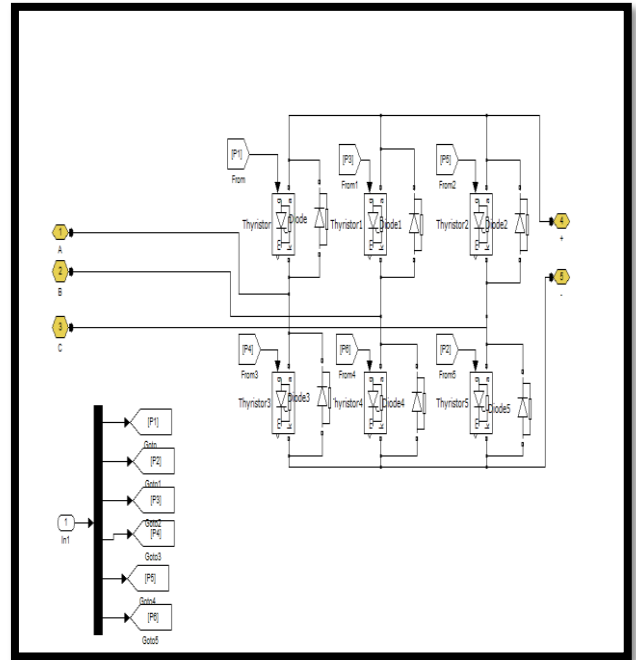 [P1]
From
[P3]
From1
[P5]
From2
Thyristor
Diode
Thyristor1
Diode1
Thyristor2
Diode2
1
A
2
B
3
C
4
+
5
-
[P4]
From3
[P6]
From4
[P2]
From5
Thyristor3
Diode3
Thyristor4
Diode4
Thyristor5
Diode5
1
In1
[P1]
Goto
[P2]
Goto1
[P3]
Goto2
[P4]
Goto3
[P5]
Goto4
[P6]
Goto5